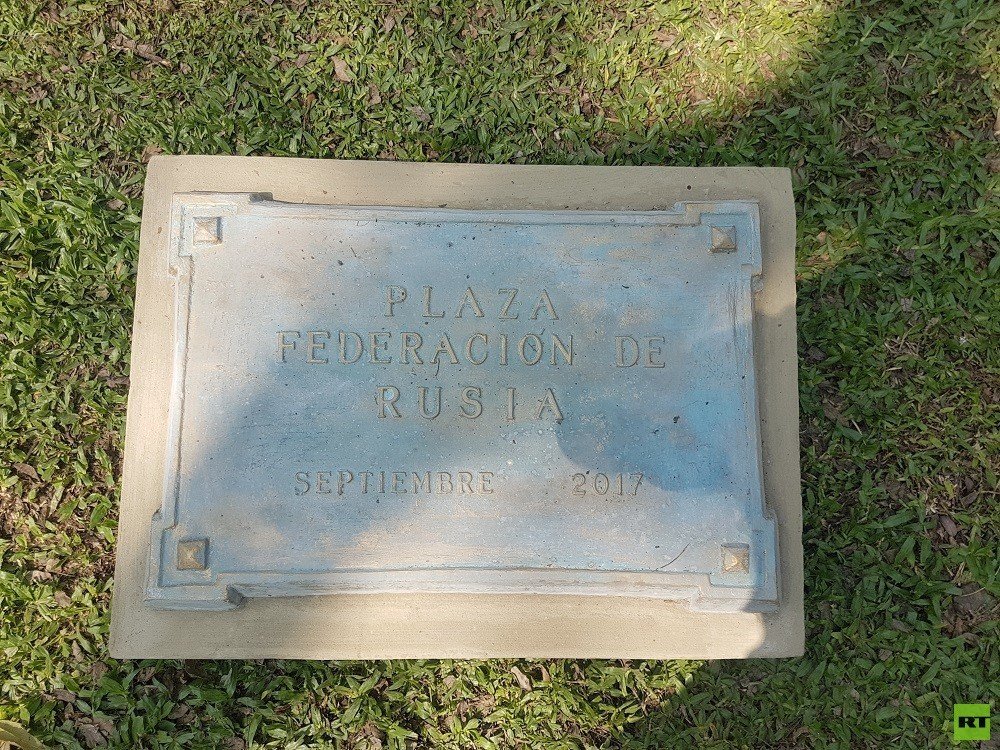 PLAZA
FEDERACIÓN DE
RUSIA
SEPTIEMBRE 2017
RT